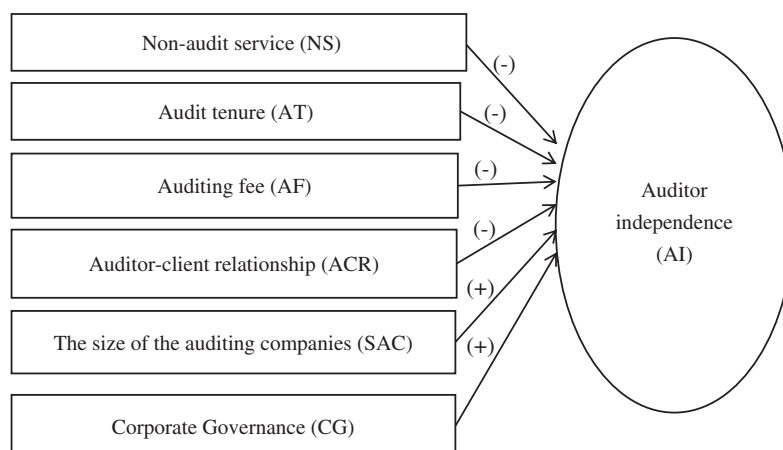 Non-audit service (NS)
(-)
Audit tenure (AT)
(-)
Auditing fee (AF)
(-)
Auditor-client relationship (ACR)
(-)
The size of the auditing companies (SAC)
(+)
Corporate Governance (CG)
(+)
Auditor
independence
(AI)